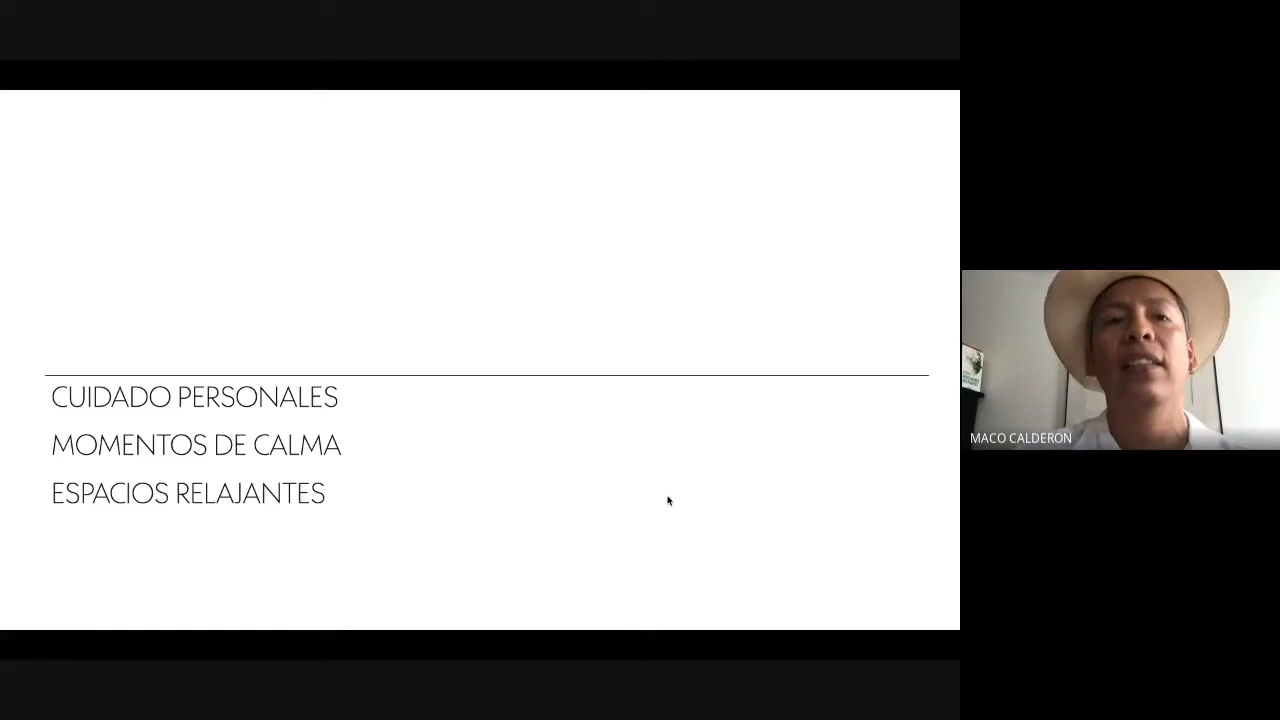 CUIDADO PERSONALES
MOMENTOS DE CALMA
ESPACIOS RELAJANTES
MACO CALDERON